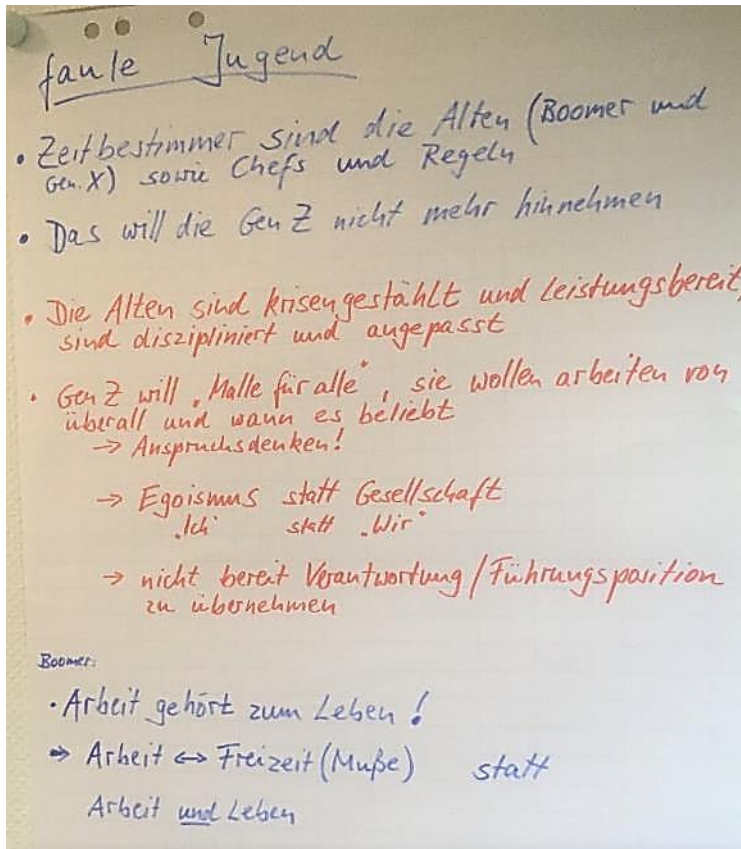 faule Jugend
• Zeitbestimmer sind die Alten (Boomer und
Gen. X) sowie Chefs und Regeln
• Das will die Gen Z nicht mehr hinnehmen
• Die Alten sind krisengestählt und leistungsbereit,
sind diszipliniert und angepasst
• Gen Z will „Malle für alle“, sie wollen arbeiten von
überall und wann es beliebt
→ Anspruchsdenken!
→ Egoismus statt Gesellschaft
„Ich“ statt „Wir“
→ nicht bereit Verantwortung/Führungsposition
zu übernehmen
Boomer:
• Arbeit gehört zum Leben!
⇒ Arbeit ↔ Freizeit (Muße) statt
Arbeit und Leben